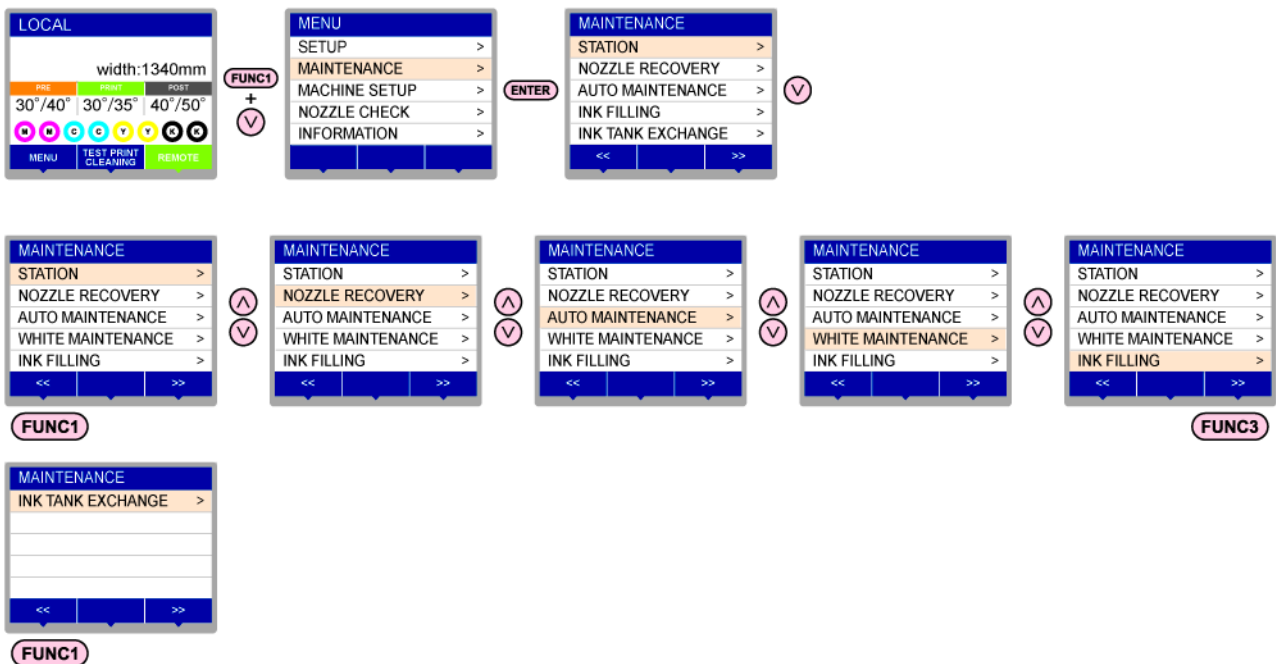 LOCAL
width:1340mm
PRE PRINT POST
30°/40° 30°/35° 40°/50°
M M C C Y Y K K
MENU TEST PRINT CLEANING REMOTE
FUNC1
+
MENU
SETUP >
MAINTENANCE >
MACHINE SETUP >
NOZZLE CHECK >
INFORMATION >
ENTER
MAINTENANCE
STATION >
NOZZLE RECOVERY >
AUTO MAINTENANCE >
INK FILLING >
INK TANK EXCHANGE >
<< >>
MAINTENANCE
STATION >
NOZZLE RECOVERY >
AUTO MAINTENANCE >
WHITE MAINTENANCE >
INK FILLING >
<< >>
FUNC1
MAINTENANCE
STATION >
NOZZLE RECOVERY >
AUTO MAINTENANCE >
WHITE MAINTENANCE >
INK FILLING >
<< >>
MAINTENANCE
STATION >
NOZZLE RECOVERY >
AUTO MAINTENANCE >
WHITE MAINTENANCE >
INK FILLING >
<< >>
MAINTENANCE
STATION >
NOZZLE RECOVERY >
AUTO MAINTENANCE >
WHITE MAINTENANCE >
INK FILLING >
<< >>
MAINTENANCE
STATION >
NOZZLE RECOVERY >
AUTO MAINTENANCE >
WHITE MAINTENANCE >
INK FILLING >
<< >>
FUNC3
MAINTENANCE
INK TANK EXCHANGE >
<< >>
FUNC1